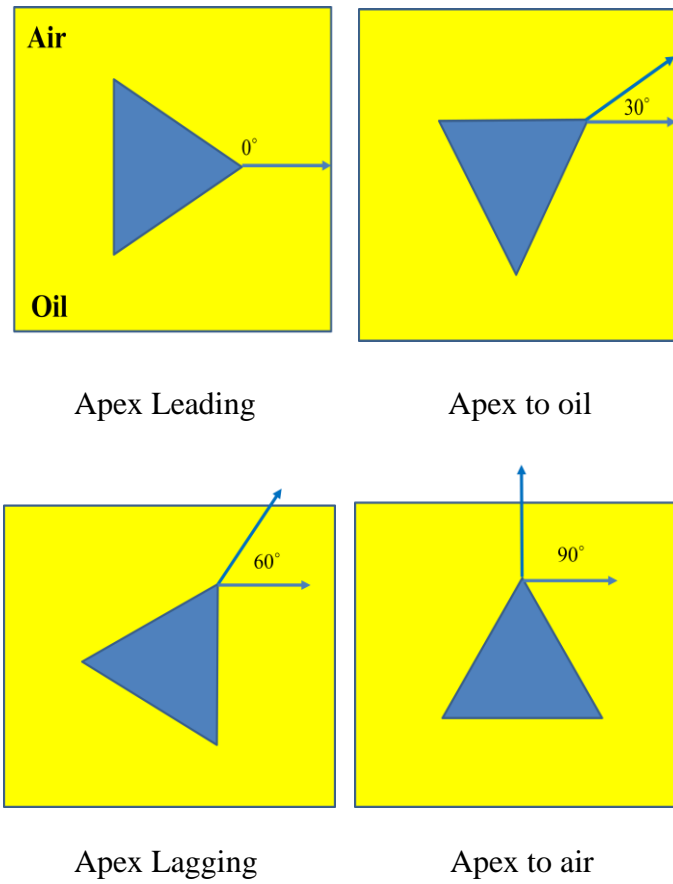 Air
0°
Oil
30°
Apex Leading
Apex to oil
60°
90°
Apex Lagging
Apex to air